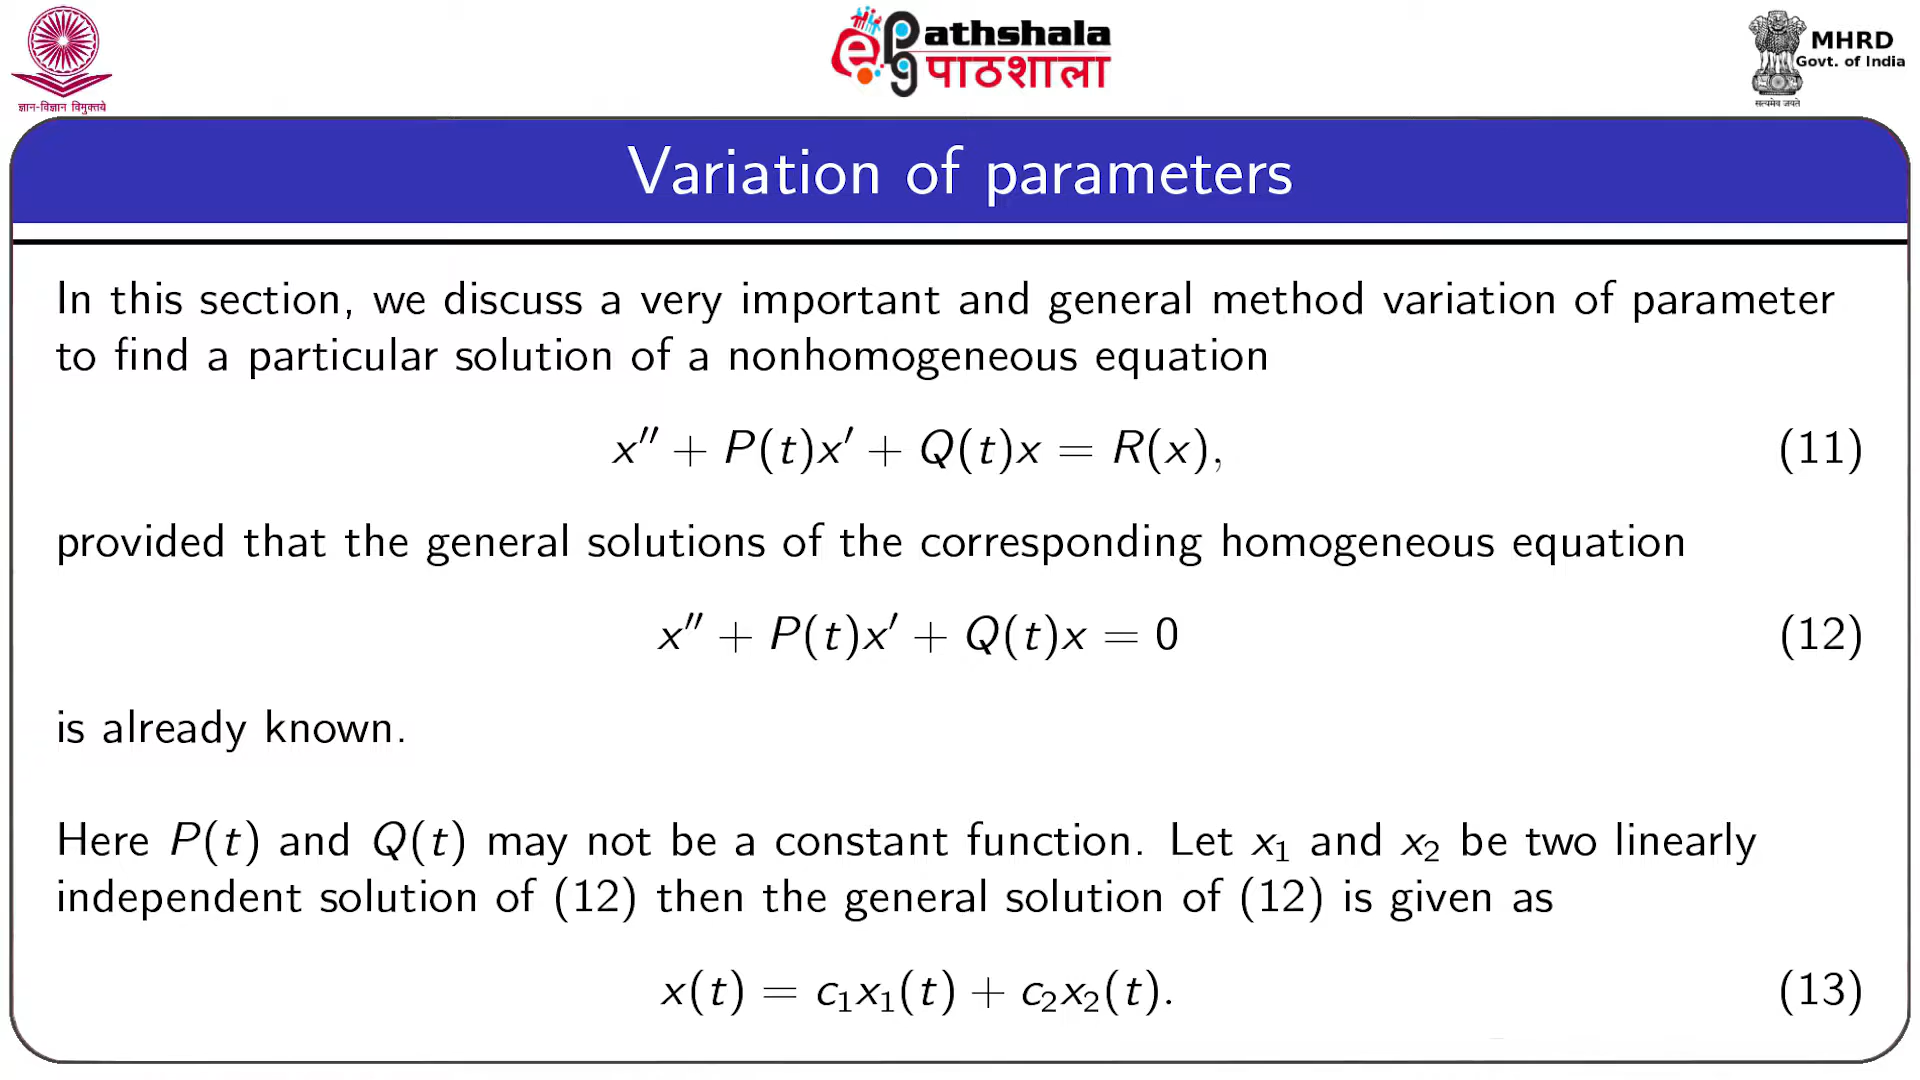 ज्ञान-विज्ञान विमुक्तये
ePG Pathshala
पाठशाला
MHRD
Govt. of India
सत्यमेव जयते
Variation of parameters
In this section, we discuss a very important and general method variation of parameter
to find a particular solution of a nonhomogeneous equation
x′′ + P(t)x′ + Q(t)x = R(x), (11)
provided that the general solutions of the corresponding homogeneous equation
x′′ + P(t)x′ + Q(t)x = 0 (12)
is already known.
Here P(t) and Q(t) may not be a constant function. Let x₁ and x₂ be two linearly
independent solution of (12) then the general solution of (12) is given as
x(t) = c₁x₁(t) + c₂x₂(t). (13)